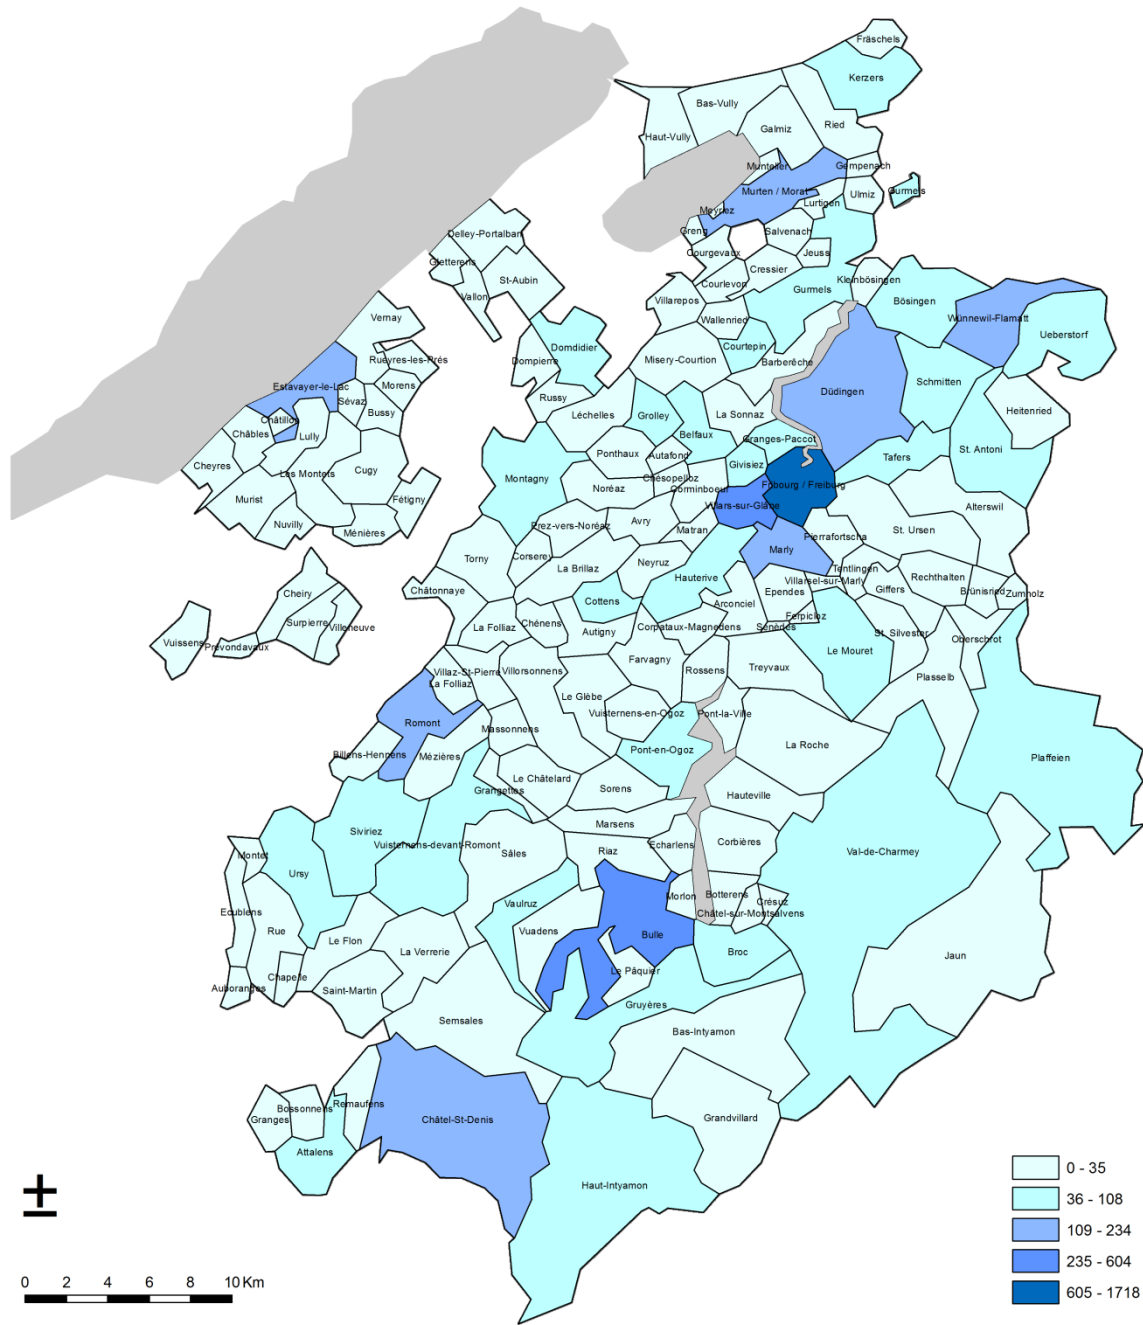 Fräschels
Kerzers
Bas-Vully
Ried
Galmiz
Haut-Vully
Muntelier
Gempenach
Murten / Morat
Gurmels
Ulmiz
Lurtigen
Meyriez
Greng
Salvenach
Delley-Portalban
Courgevaux
Jeuss
Gletterens
Cressier
St-Aubin
Kleinbösingen
Courlevon
Gurmels
Vallon
Villarepos
Bösingen
Vernay
Wallenried
Wünnewil-Flamatt
Ueberstorf
Domdidier
Courtepin
Rueyres-les-Prés
Dompierre
Misery-Courtion
Barberêche
Estavayer-le-Lac
Morens
Schmitten
Sévaz
Russy
Düdingen
Bussy
Léchelles
Grolley
La Sonnaz
Heitenried
Châtillon
Châbles
Lully
Belfaux
Granges-Paccot
Ponthaux
Autafond
St. Antoni
Tafers
Cheyres
Les Montets
Cugy
Montagny
Givisiez
Chésopelloz
Noréaz
Corminboeuf
Fribourg / Freiburg
Murist
Fétigny
Villars-sur-Glâne
Alterswil
Nuvilly
Ménières
Prez-vers-Noréaz
Avry
Matran
St. Ursen
Pierrafortscha
Marly
Torny
Corserey
La Brillaz
Neyruz
Tentlingen
Hauterive
Villarsel-sur-Marly
Rechthalten
Châtonnaye
Cheiry
Cottens
Ependes
Giffers
Brünisried
Zumholz
Arconciel
Surpierre
Villeneuve
La Folliaz
Chénens
Autigny
Corpataux-Magnedens
Ferpicloz
Senèdes
St. Silvester
Oberschrot
Vuissens
Prévondavaux
Le Mouret
Farvagny
Villaz-St-Pierre
Villorsonnens
Rossens
Treyvaux
Plasselb
La Folliaz
Le Glèbe
Vuisternens-en-Ogoz
Pont-la-Ville
Romont
Massonnens
Pont-en-Ogoz
La Roche
Billens-Hennens
Mézières
Plaffeien
Le Châtelard
Grangettes
Sorens
Hauteville
Marsens
Siviriez
Vuisternens-devant-Romont
Echarlens
Corbières
Val-de-Charmey
Montet
Sâles
Riaz
Ursy
Morlon
Botterens
Crésuz
Vaulruz
Châtel-sur-Montsalvens
Ecublens
Rue
Vuadens
Bulle
Le Flon
La Verrerie
Broc
Jaun
Chapelle
Le Pâquier
Auboranges
Saint-Martin
Gruyères
Semsales
Bas-Intyamon
Remaufens
Bossonnens
Granges
Châtel-St-Denis
Grandvillard
Attalens
Haut-Intyamon
0 - 35
36 - 108
109 - 234
235 - 604
605 - 1718
0 2 4 6 8 10 Km